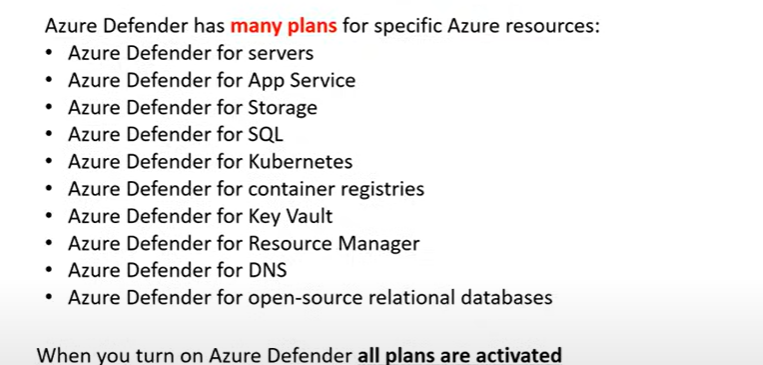 Azure Defender has many plans for specific Azure resources:
• Azure Defender for servers
• Azure Defender for App Service
• Azure Defender for Storage
• Azure Defender for SQL
• Azure Defender for Kubernetes
• Azure Defender for container registries
• Azure Defender for Key Vault
• Azure Defender for Resource Manager
• Azure Defender for DNS
• Azure Defender for open-source relational databases
When you turn on Azure Defender all plans are activated